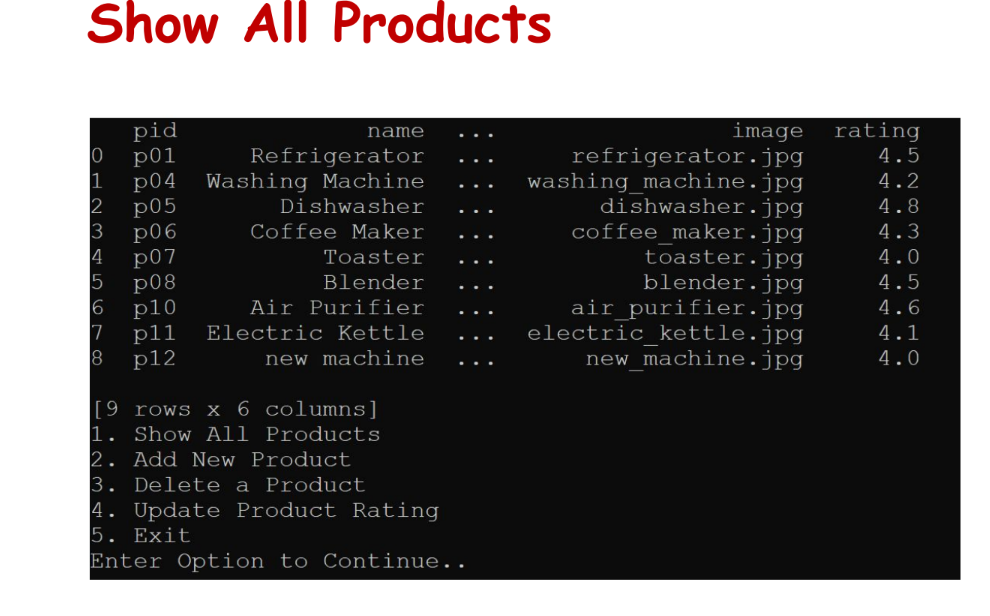 Show All Products
pid name ... image rating
0 p01 Refrigerator ... refrigerator.jpg 4.5
1 p04 Washing Machine ... washing_machine.jpg 4.2
2 p05 Dishwasher ... dishwasher.jpg 4.8
3 p06 Coffee Maker ... coffee_maker.jpg 4.3
4 p07 Toaster ... toaster.jpg 4.0
5 p08 Blender ... blender.jpg 4.5
6 p10 Air Purifier ... air_purifier.jpg 4.6
7 p11 Electric Kettle ... electric_kettle.jpg 4.1
8 p12 new machine ... new_machine.jpg 4.0
[9 rows x 6 columns]
1. Show All Products
2. Add New Product
3. Delete a Product
4. Update Product Rating
5. Exit
Enter Option to Continue..